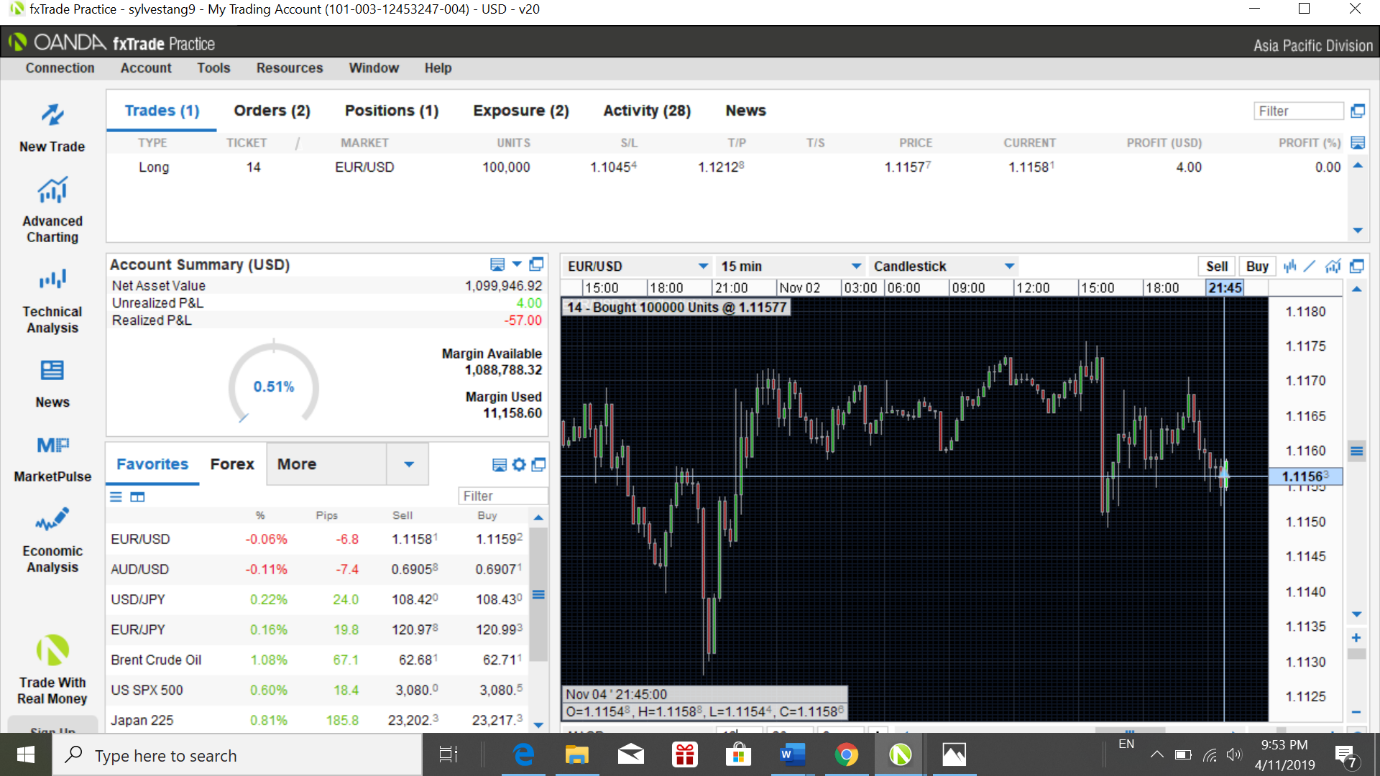 fxTrade Practice - sylvestang9 - My Trading Account (101-003-12453247-004) - USD - v20
OANDA fxTrade Practice
Asia Pacific Division
Connection Account Tools Resources Window Help
New Trade
Advanced
Charting
Technical
Analysis
News
MarketPulse
Economic
Analysis
Trade With
Real Money
Trades (1) Orders (2) Positions (1) Exposure (2) Activity (28) News Filter
TYPE TICKET / MARKET UNITS S/L T/P T/S PRICE CURRENT PROFIT (USD) PROFIT (%)
Long 14 EUR/USD 100,000 1.10454 1.12128 1.11577 1.11581 4.00 0.00
Account Summary (USD)
Net Asset Value 1,099,946.92
Unrealized P&L 4.00
Realized P&L -57.00
0.51%
Margin Available
1,088,788.32
Margin Used
11,158.60
Favorites Forex More
Filter
% Pips Sell Buy
EUR/USD -0.06% -6.8 1.11581 1.11592
AUD/USD -0.11% -7.4 0.69058 0.69071
USD/JPY 0.22% 24.0 108.420 108.430
EUR/JPY 0.16% 19.8 120.978 120.993
Brent Crude Oil 1.08% 67.1 62.681 62.711
US SPX 500 0.60% 18.4 3,080.0 3,080.5
Japan 225 0.81% 185.8 23,202.3 23,217.3
EUR/USD 15 min Candlestick Sell Buy
15:00 18:00 21:00 Nov 02 03:00 06:00 09:00 12:00 15:00 18:00 21:45
14 - Bought 100000 Units @ 1.11577
1.1180
1.1175
1.1170
1.1165
1.1160
1.11563
1.1155
1.1150
1.1145
1.1140
1.1135
1.1130
1.1125
Nov 04 ' 21:45:00
O=1.11548, H=1.11588, L=1.11544, C=1.11586
Type here to search
EN
9:53 PM
4/11/2019
7